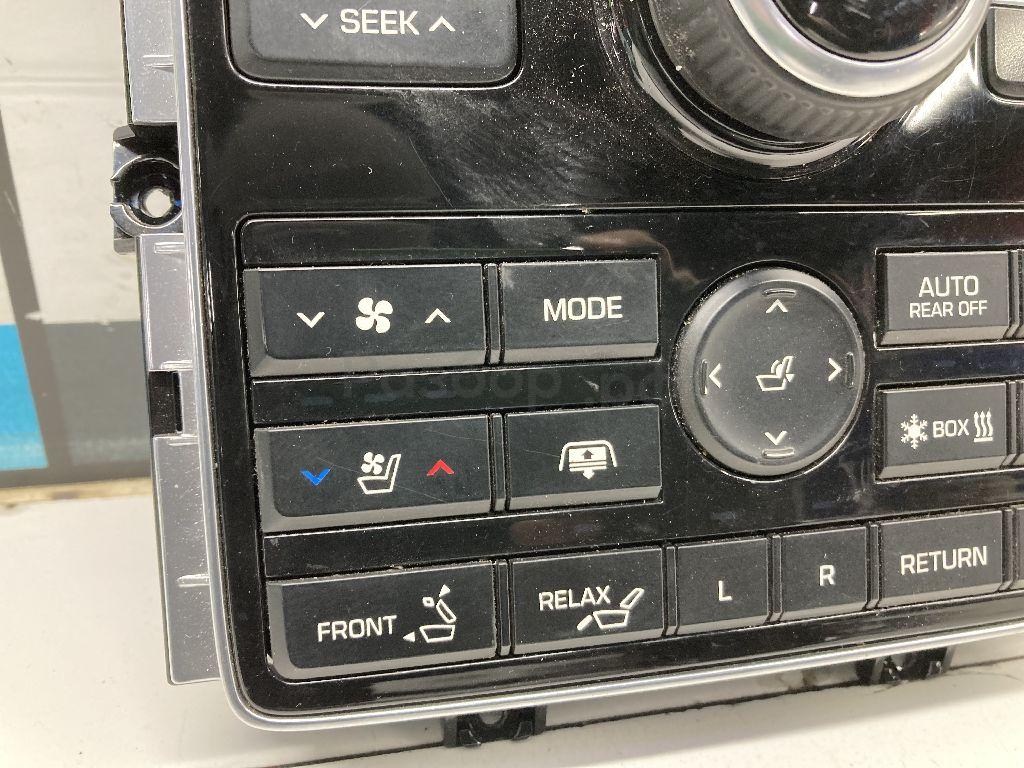 SEEK
MODE
AUTO
REAR OFF
BOX
FRONT
RELAX
L
R
RETURN